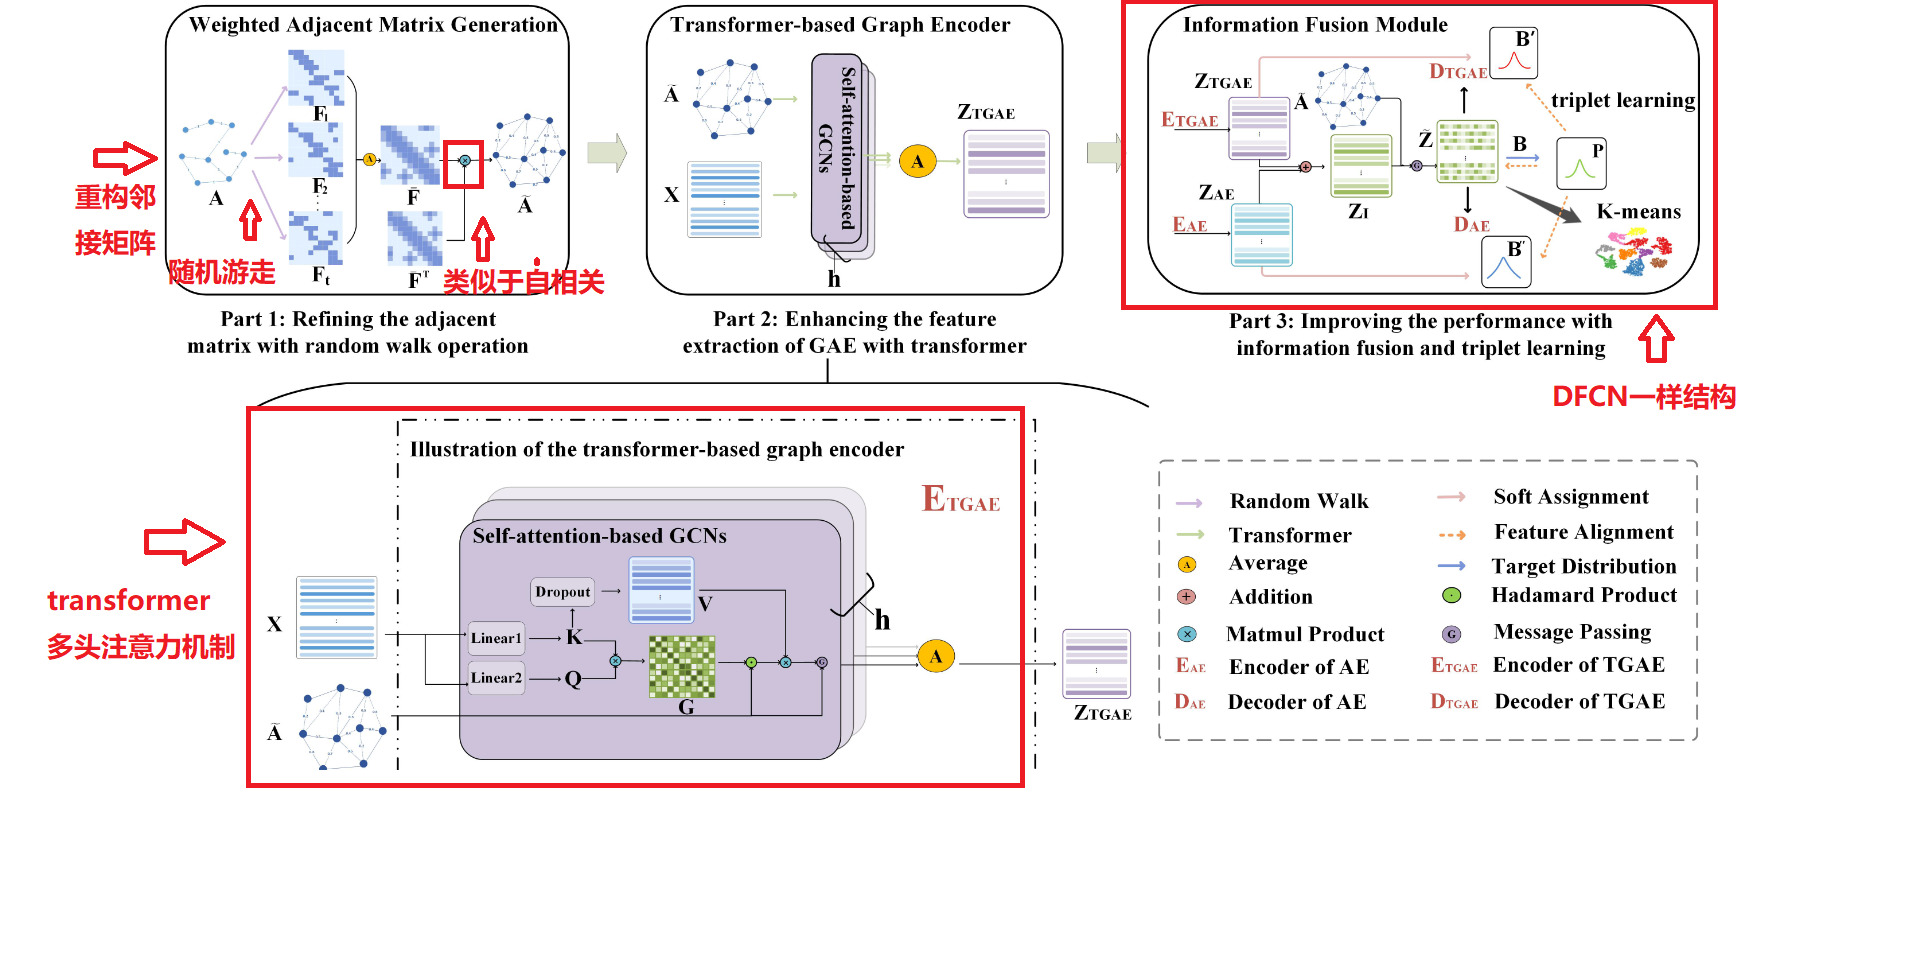 Weighted Adjacent Matrix Generation
A
F1
F2
Ft
A
F̄
F̄ᵀ
×
Ã
重构邻
接矩阵
随机游走
类似于自相关
Part 1: Refining the adjacent
matrix with random walk operation
Transformer-based Graph Encoder
Ã
X
Self-attention-based
GCNs
h
A
ZTGAE
Part 2: Enhancing the feature
extraction of GAE with transformer
Information Fusion Module
ZTGAE
ETGAE
Ã
ZAE
EAE
+
ZI
G
Z̃
DTGAE
DAE
B
B'
B''
P
triplet learning
K-means
Part 3: Improving the performance with
information fusion and triplet learning
DFCN一样结构
Illustration of the transformer-based graph encoder
ETGAE
Self-attention-based GCNs
X
Ã
Linear1
Linear2
Dropout
K
Q
V
G
×
·
×
G
h
A
ZTGAE
transformer
多头注意力机制
Random Walk
Transformer
A Average
+ Addition
× Matmul Product
EAE Encoder of AE
DAE Decoder of AE
Soft Assignment
Feature Alignment
Target Distribution
· Hadamard Product
G Message Passing
ETGAE Encoder of TGAE
DTGAE Decoder of TGAE